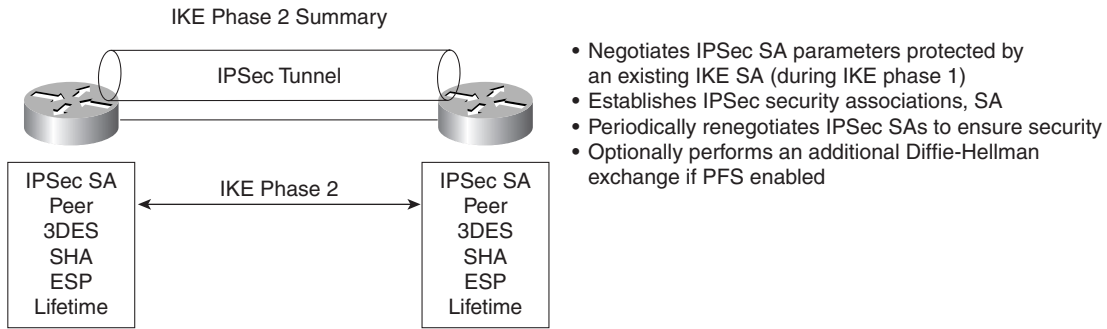 IKE Phase 2 Summary
IPSec Tunnel
• Negotiates IPSec SA parameters protected by
an existing IKE SA (during IKE phase 1)
• Establishes IPSec security associations, SA
• Periodically renegotiates IPSec SAs to ensure security
• Optionally performs an additional Diffie-Hellman
exchange if PFS enabled
IPSec SA
Peer
3DES
SHA
ESP
Lifetime
IKE Phase 2
IPSec SA
Peer
3DES
SHA
ESP
Lifetime